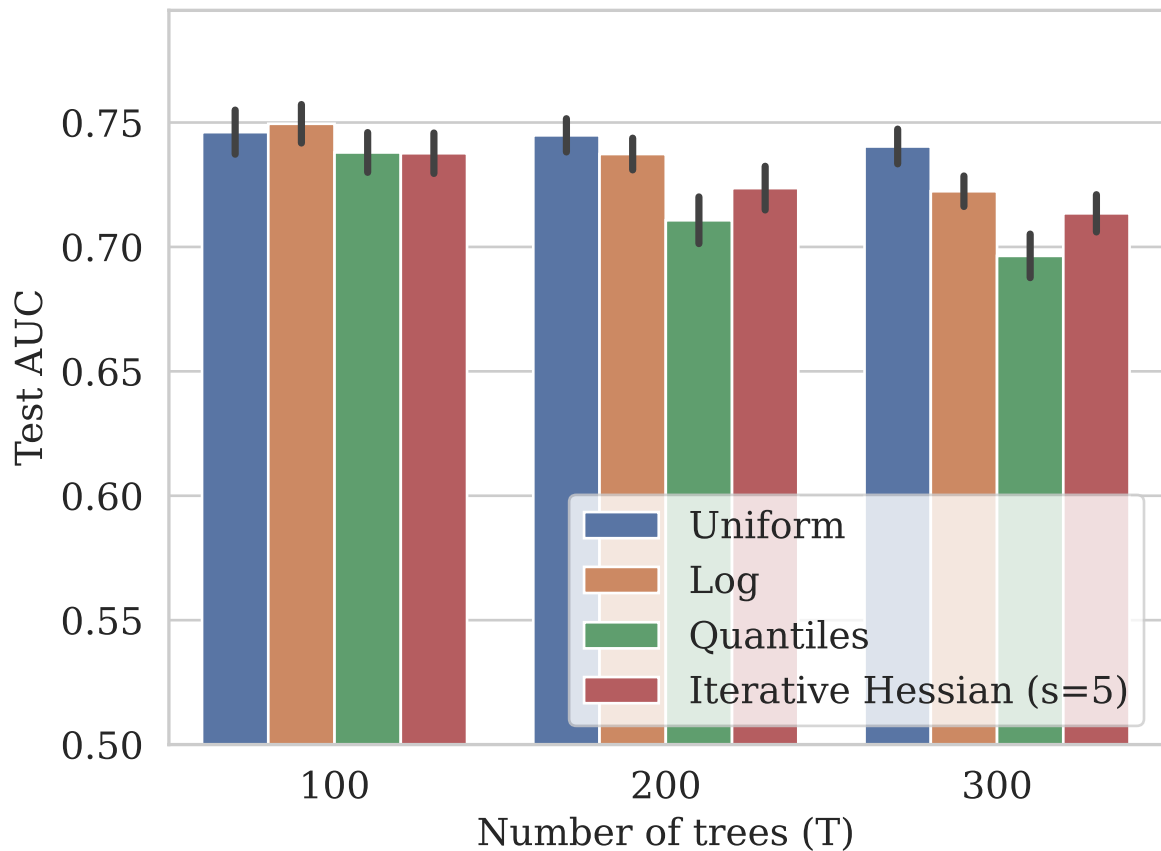 Test AUC
0.75
0.70
0.65
0.60
0.55
0.50
Uniform
Log
Quantiles
Iterative Hessian (s=5)
100 200 300
Number of trees (T)